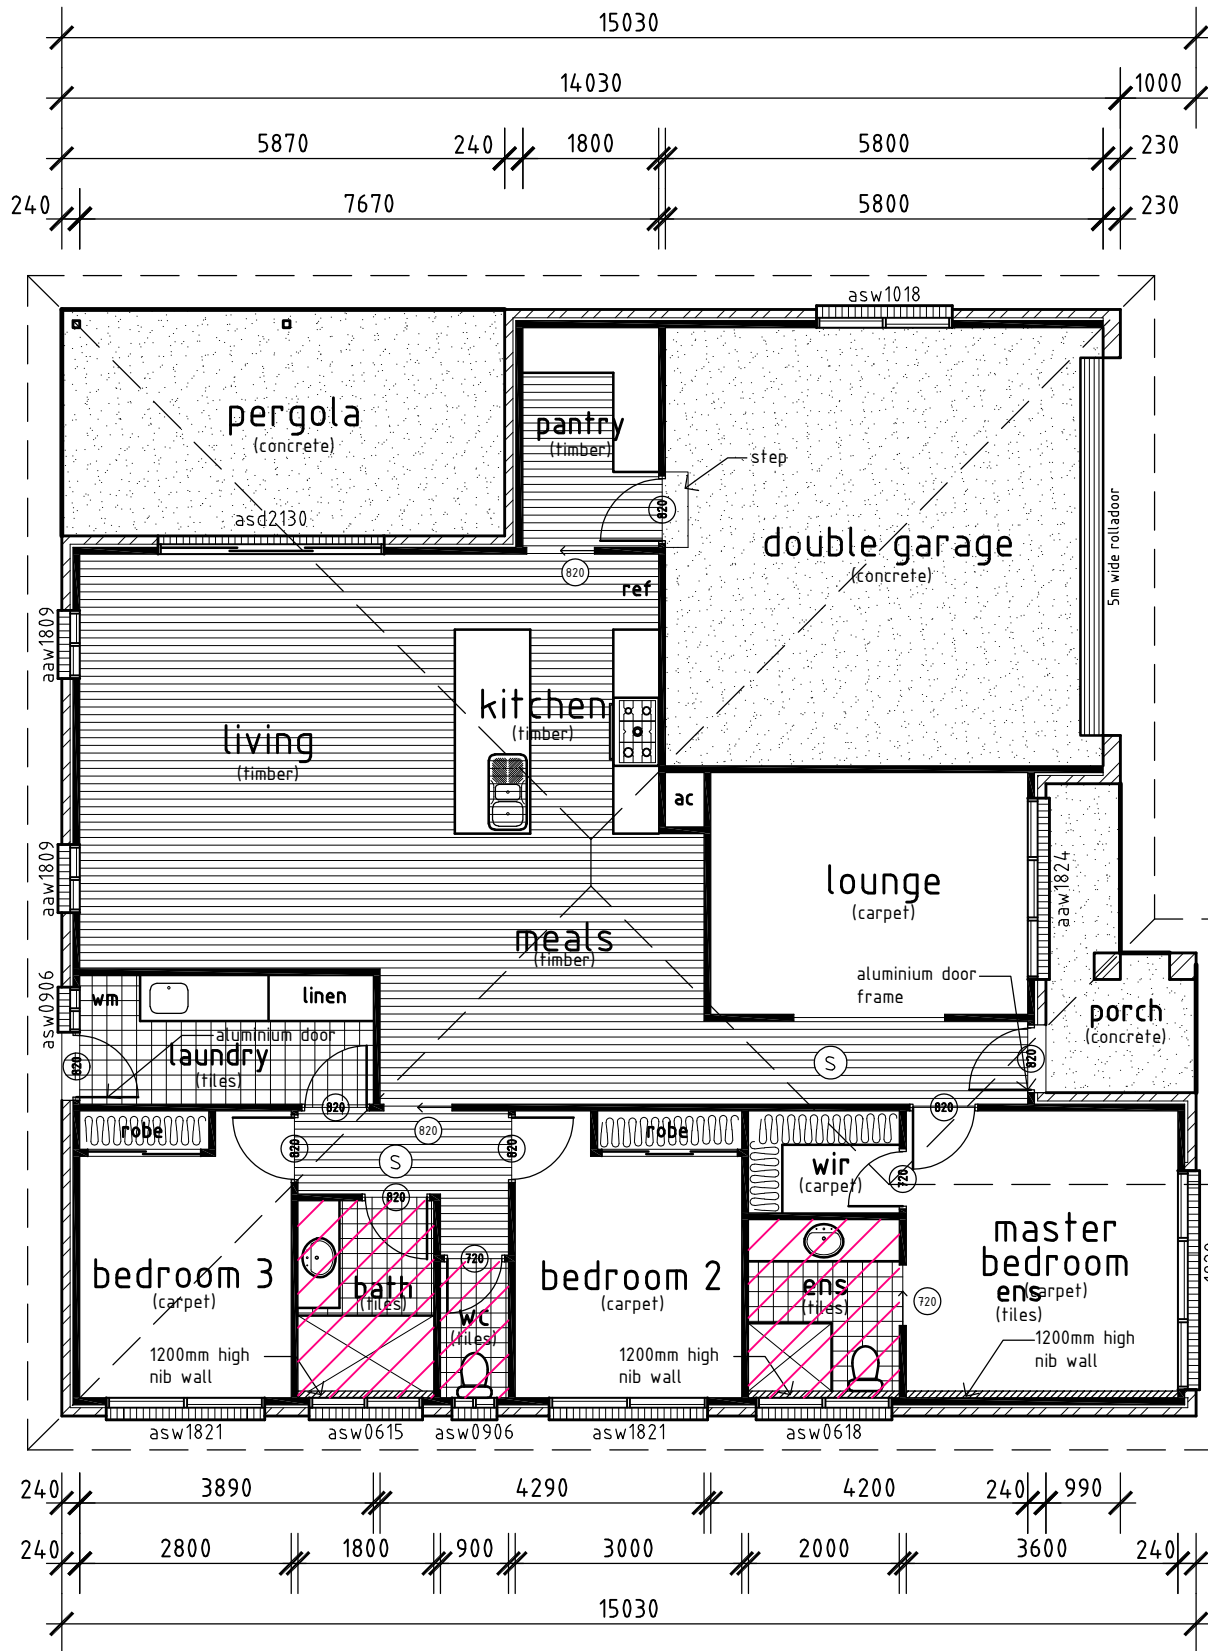 15030
14030 1000
5870 240 1800 5800 230
240 7670 5800 230
asw1018
pergola
(concrete)
pantry
(timber)
step
820
asd2130
double garage
(concrete)
5m wide rolladoor
820
ref
aaw1809
kitchen
(timber)
living
(timber)
ac
aaw1809
lounge
(carpet)
aaw1824
meals
(timber)
asw0906
wm
linen
aluminium door
frame
porch
(concrete)
aluminium door
laundry
(tiles)
820
S
820
820
820
820
robe
820
S
820
820
robe
wir
(carpet)
720
720
bedroom 3
(carpet)
bath
(tiles)
wc
(tiles)
bedroom 2
(carpet)
ens
(tiles)
720
master
bedroom
(carpet)
ens
(tiles)
1200mm high
nib wall
1200mm high
nib wall
1200mm high
nib wall
asw1821 asw0615 asw0906 asw1821 asw0618
240 3890 4290 4200 240 990
240 2800 1800 900 3000 2000 3600 240
15030